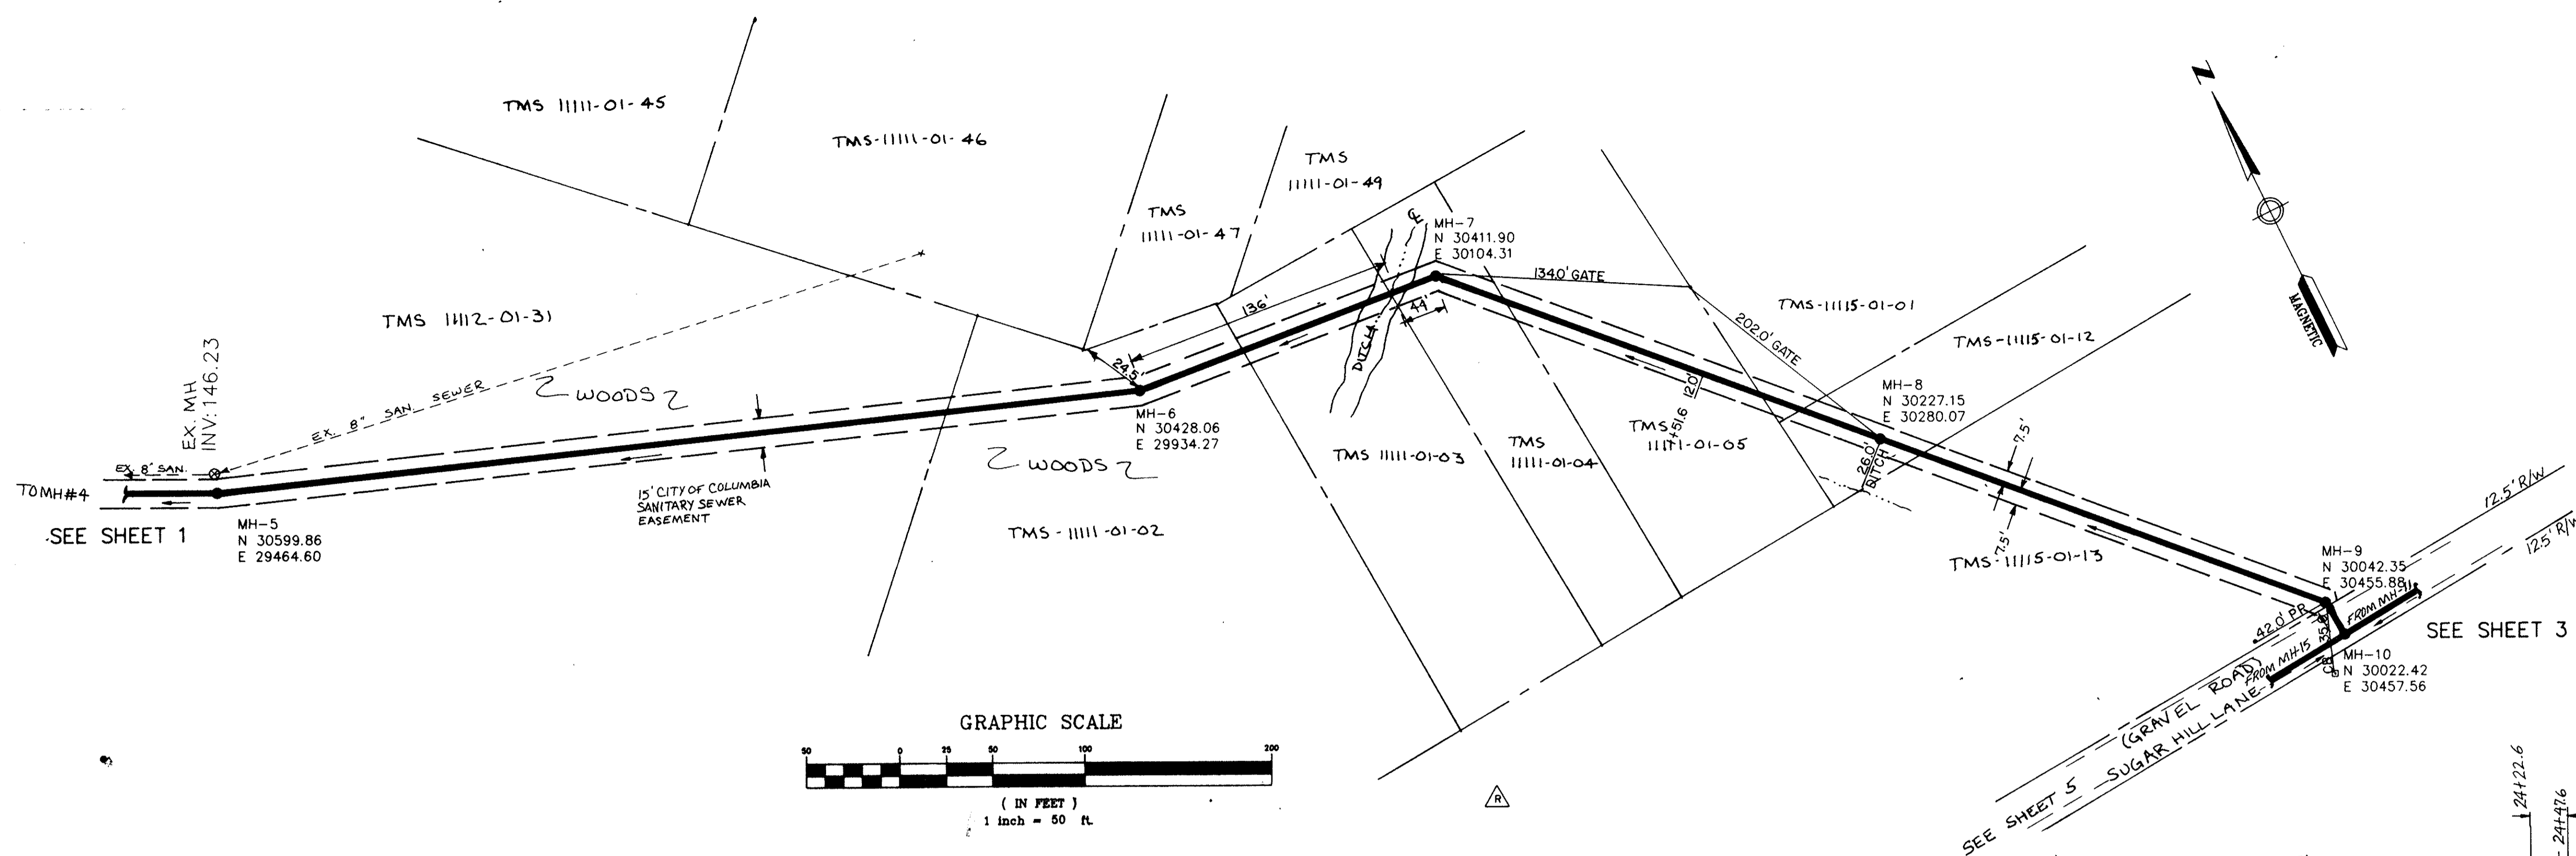 TMS 11111-01-45
TMS-11111-01-46
TMS
11111-01-47
TMS
11111-01-49
N
MAGNETIC
℄
MH-7
N 30411.90
E 30104.31
134.0' GATE
202.0' GATE
TMS-11115-01-01
TMS-11115-01-12
TMS 11112-01-31
EX. MH
INV: 146.23
EX. 8" SAN. SEWER
WOODS
136'
24.5'
DITCH
44'
MH-8
N 30227.15
E 30280.07
MH-6
N 30428.06
E 29934.27
12.0'
+51.6
TMS
11111-01-05
26.0'
DITCH
7.5'
EX. 8" SAN.
TO MH#4
SEE SHEET 1
MH-5
N 30599.86
E 29464.60
15' CITY OF COLUMBIA
SANITARY SEWER
EASEMENT
WOODS
TMS-11111-01-02
TMS 11111-01-03
TMS
11111-01-04
7.5'
TMS-11115-01-13
12.5' R/W
12.5' R/W
MH-9
N 30042.35
E 30455.88
FROM MH-11
42.0' PP
CB
SEE SHEET 3
MH-10
N 30022.42
E 30457.56
FROM MH-15
(GRAVEL ROAD)
SUGAR HILL LANE
SEE SHEET 5
GRAPHIC SCALE
50 0 25 50 100 200
( IN FEET )
1 inch = 50 ft.
R
24+22.6
24+47.6